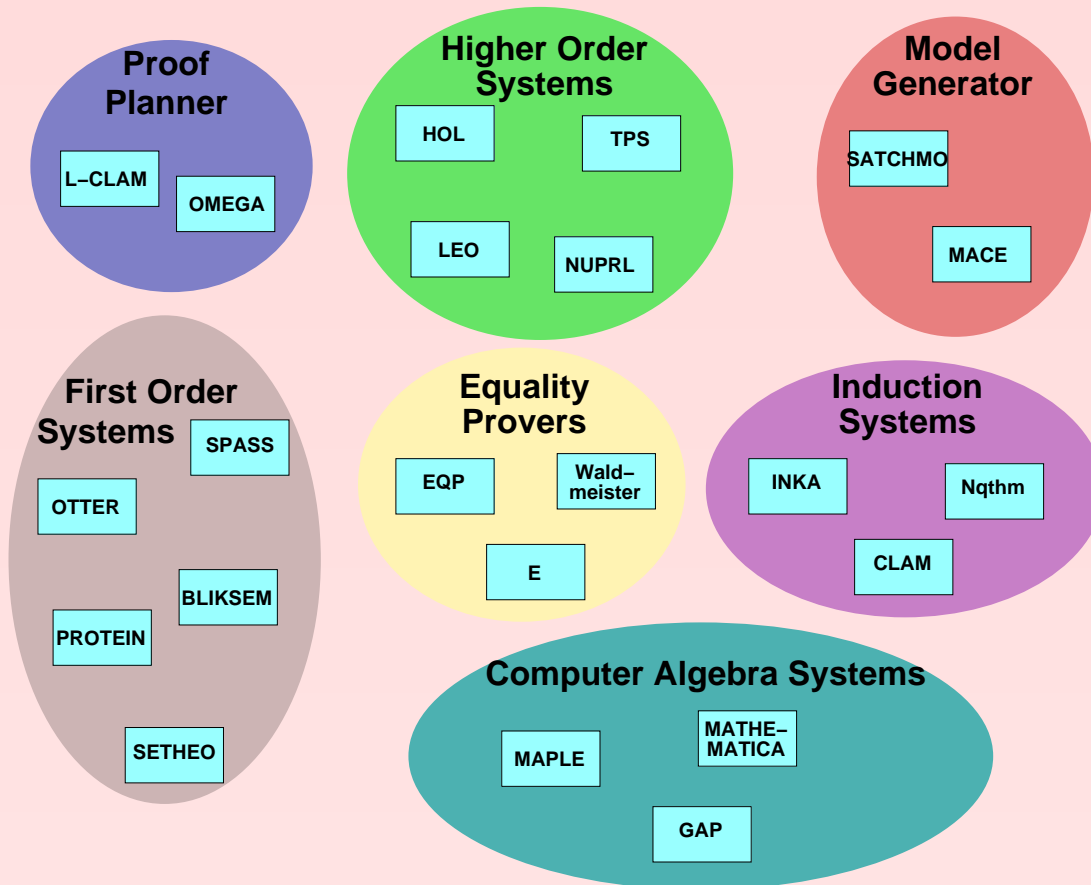 Proof
Planner
L–CLAM
OMEGA
Higher Order
Systems
HOL
TPS
LEO
NUPRL
Model
Generator
SATCHMO
MACE
First Order
Systems
SPASS
OTTER
BLIKSEM
PROTEIN
SETHEO
Equality
Provers
EQP
Wald–
meister
E
Induction
Systems
INKA
Nqthm
CLAM
Computer Algebra Systems
MAPLE
MATHE–
MATICA
GAP